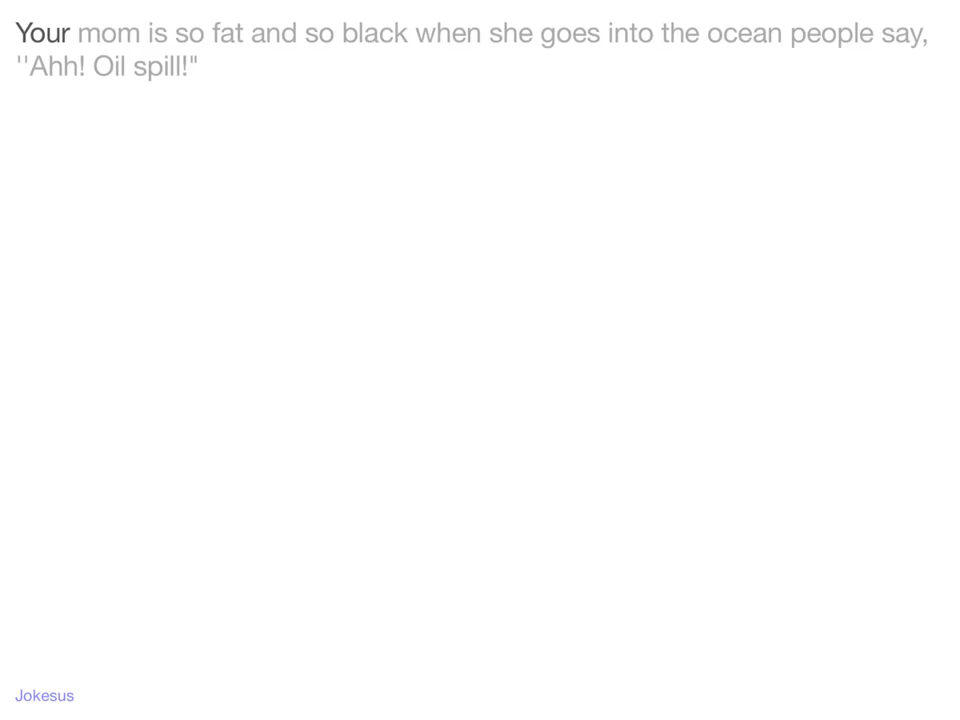 Your mom is so fat and so black when she goes into the ocean people say,
''Ahh! Oil spill!"
Jokesus